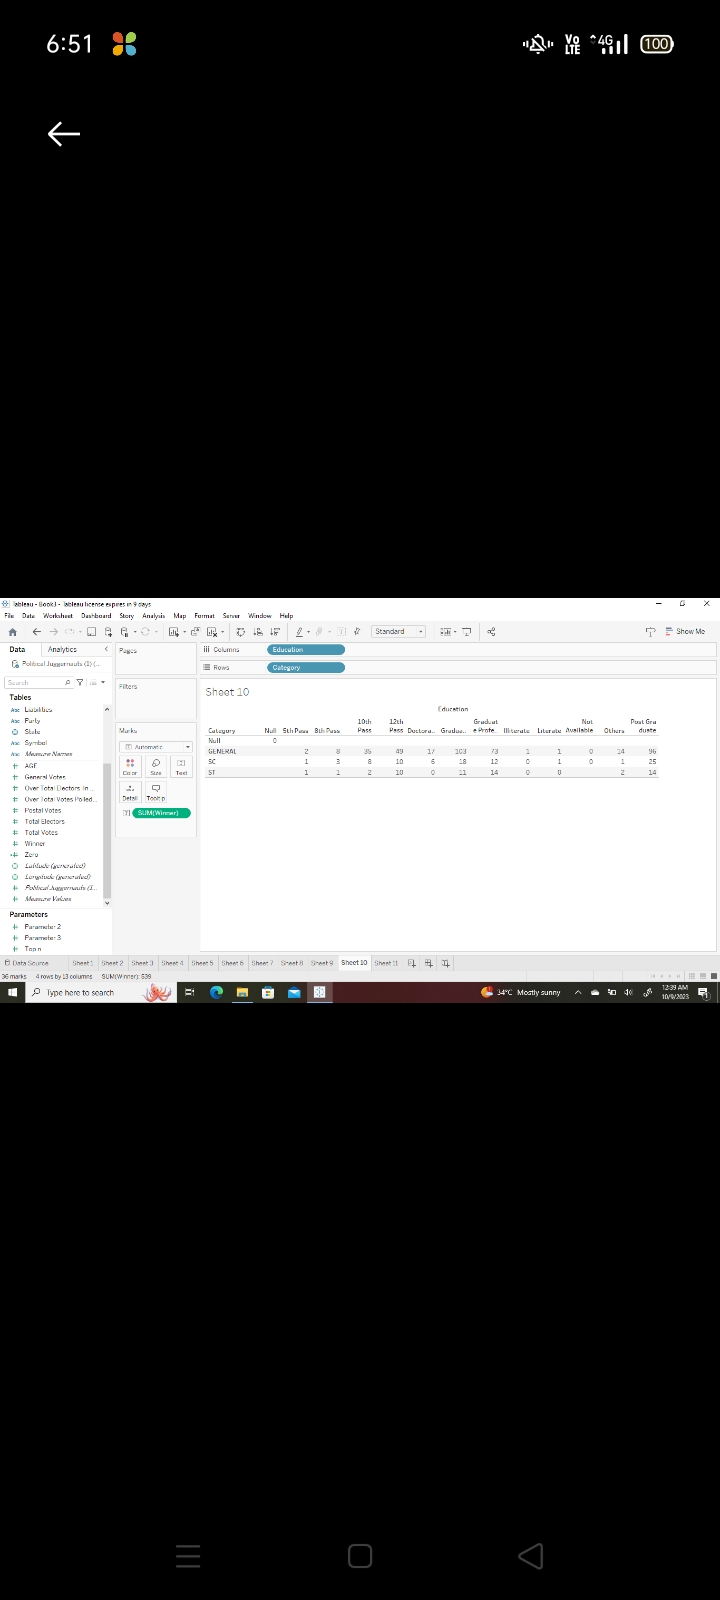 6:51
Vo LTE 4G 100
Tableau - Book1 - Tableau license expires in 9 days
File Data Worksheet Dashboard Story Analysis Map Format Server Window Help
Standard Show Me
Data Analytics
Pages
Columns Education
Political Juggernauts (1) (...
Rows Category
Search
Filters
Sheet 10
Tables
Liabilities
Party
State
Symbol
Measure Names
AGE
General Votes
Over Total Electors In ...
Over Total Votes Polled...
Postal Votes
Total Electors
Total Votes
Winner
Zero
Latitude (generated)
Longitude (generated)
Political Juggernauts (1...
Measure Values
Parameters
Parameter 2
Parameter 3
Top n
Marks
Automatic
Color Size Text
Detail Tooltip
SUM(Winner)
Education
Category Null 5th Pass 8th Pass 10th Pass 12th Pass Doctora.. Gradua.. Graduat e Profe.. Illiterate Literate Not Available Others Post Gra duate
Null 0
GENERAL 2 8 35 49 17 103 73 1 1 0 14 96
SC 1 3 8 10 6 18 12 0 1 0 1 25
ST 1 1 2 10 0 11 14 0 0 2 14
Data Source Sheet 1 Sheet 2 Sheet 3 Sheet 4 Sheet 5 Sheet 6 Sheet 7 Sheet 8 Sheet 9 Sheet 10 Sheet 11
36 marks 4 rows by 13 columns SUM(Winner): 539
Type here to search
34°C Mostly sunny
12:39 AM
10/9/2023